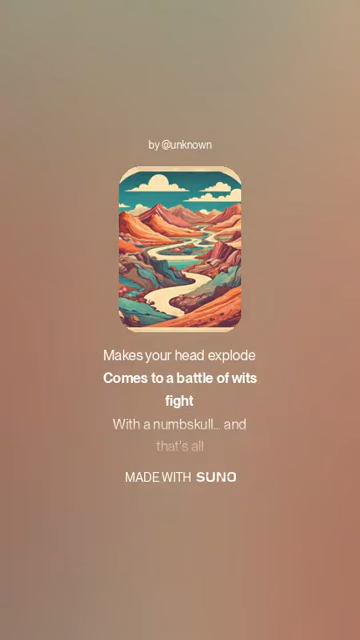 by @unknown
Makes your head explode
Comes to a battle of wits
fight
With a numbskull... and
that's all
MADE WITH SUNO